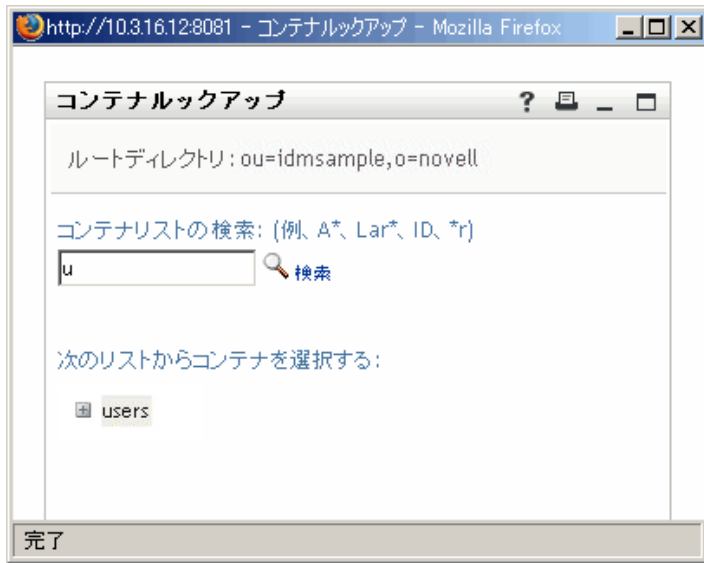 http://10.3.16.12:8081 - コンテナルックアップ - Mozilla Firefox
コンテナルックアップ
ルートディレクトリ : ou=idmsample,o=novell
コンテナリストの検索: (例、A*、Lar*、ID、*r)
u 検索
次のリストからコンテナを選択する :
users
完了